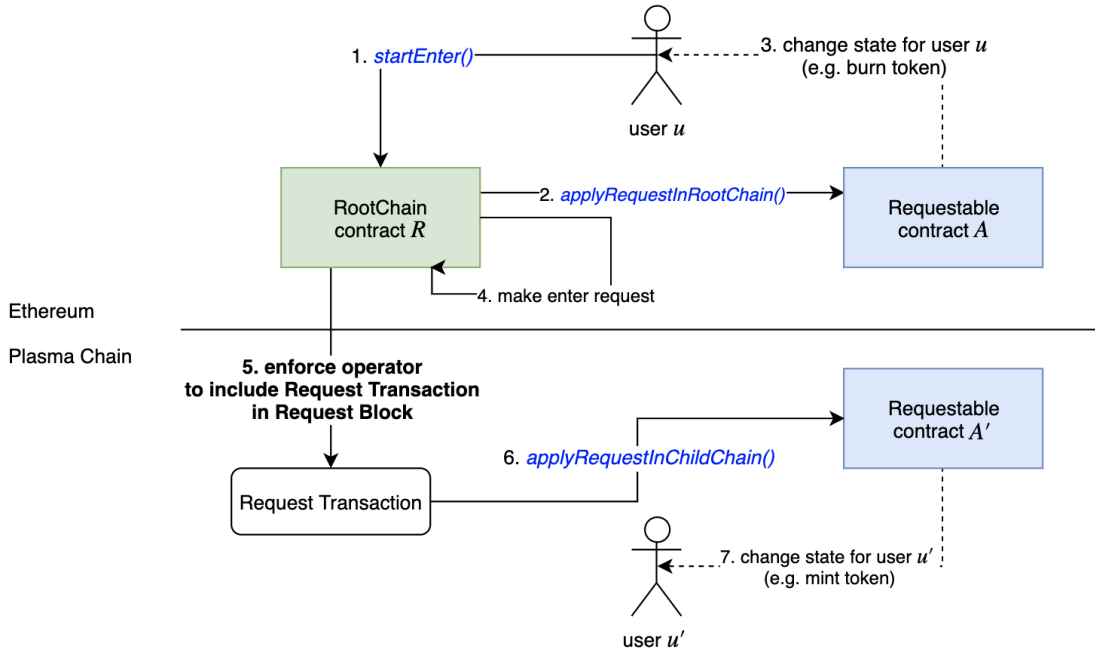 1. startEnter()
3. change state for user u
(e.g. burn token)
user u
RootChain
contract R
2. applyRequestInRootChain()
Requestable
contract A
4. make enter request
Ethereum
Plasma Chain
5. enforce operator
to include Request Transaction
in Request Block
Requestable
contract A′
6. applyRequestInChildChain()
Request Transaction
7. change state for user u′
(e.g. mint token)
user u′